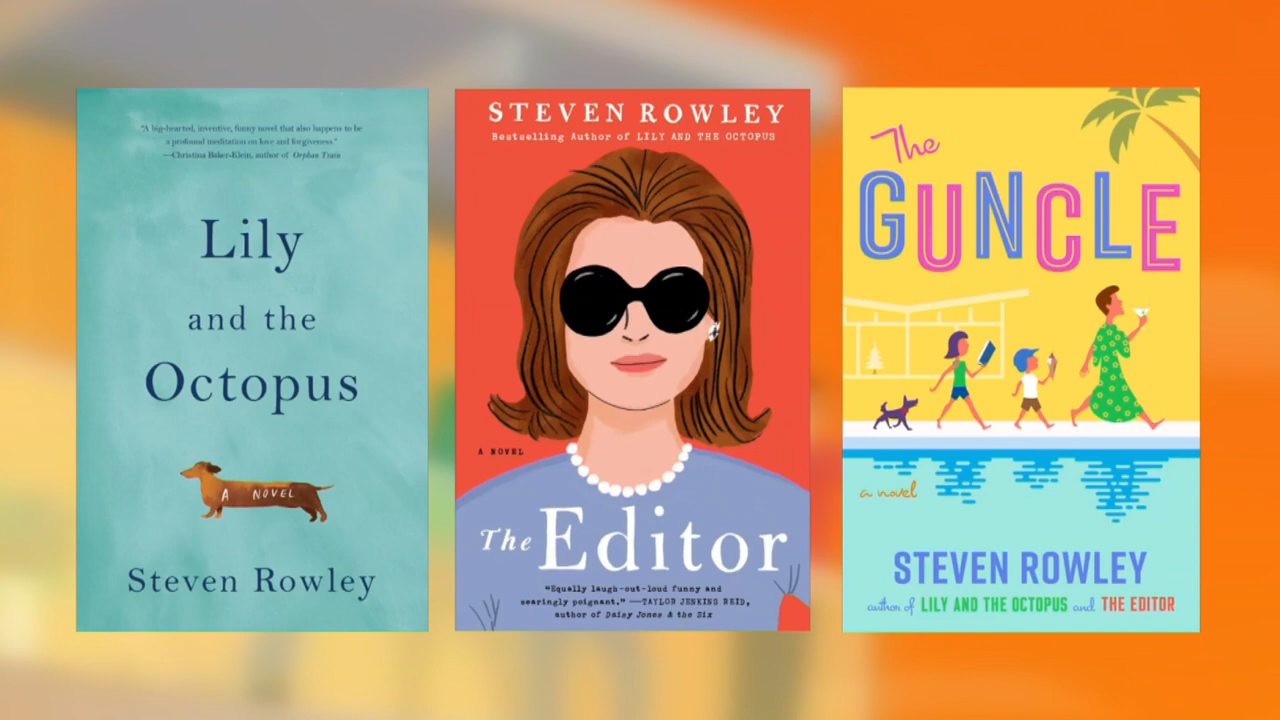 "A big-hearted, inventive, funny novel that also happens to be
a profound meditation on love and forgiveness."
—Christina Baker-Klein, author of Orphan Train
Lily
and the
Octopus
A NOVEL
Steven Rowley
STEVEN ROWLEY
Bestselling Author of LILY AND THE OCTOPUS
A NOVEL
The Editor
"Equally laugh-out-loud funny and
searingly poignant." —TAYLOR JENKINS REID,
author of Daisy Jones & the Six
The
GUNCLE
a novel
STEVEN ROWLEY
author of LILY AND THE OCTOPUS and THE EDITOR